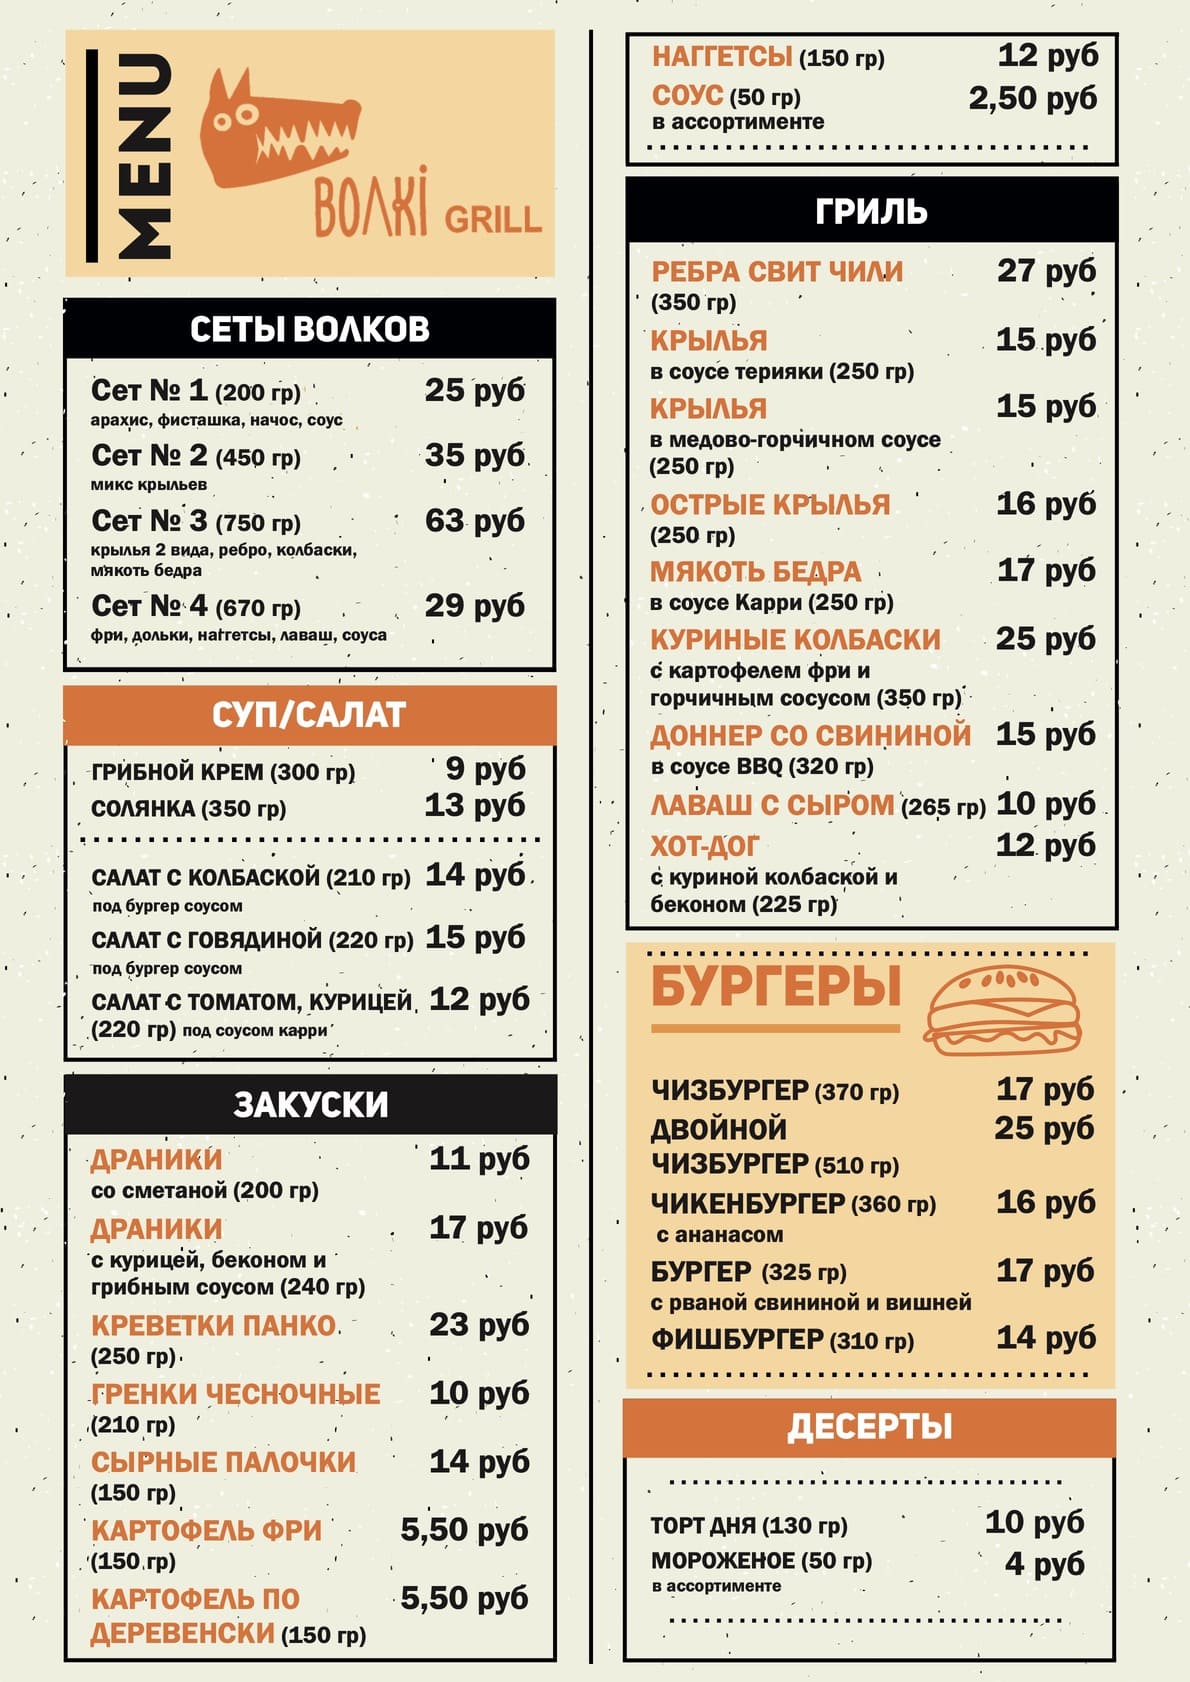 MENU
ВОЛКі GRILL
СЕТЫ ВОЛКОВ
Сет № 1 (200 гр) 25 руб
арахис, фисташка, начос, соус
Сет № 2 (450 гр) 35 руб
микс крыльев
Сет № 3 (750 гр) 63 руб
крылья 2 вида, ребро, колбаски,
мякоть бедра
Сет № 4 (670 гр) 29 руб
фри, дольки, наггетсы, лаваш, соуса
СУП/САЛАТ
ГРИБНОЙ КРЕМ (300 гр) 9 руб
СОЛЯНКА (350 гр) 13 руб
САЛАТ С КОЛБАСКОЙ (210 гр) 14 руб
под бургер соусом
САЛАТ С ГОВЯДИНОЙ (220 гр) 15 руб
под бургер соусом
САЛАТ С ТОМАТОМ, КУРИЦЕЙ 12 руб
(220 гр) под соусом карри
ЗАКУСКИ
ДРАНИКИ 11 руб
со сметаной (200 гр)
ДРАНИКИ 17 руб
с курицей, беконом и
грибным соусом (240 гр)
КРЕВЕТКИ ПАНКО 23 руб
(250 гр)
ГРЕНКИ ЧЕСНОЧНЫЕ 10 руб
(210 гр)
СЫРНЫЕ ПАЛОЧКИ 14 руб
(150 гр)
КАРТОФЕЛЬ ФРИ 5,50 руб
(150 гр)
КАРТОФЕЛЬ ПО 5,50 руб
ДЕРЕВЕНСКИ (150 гр)
НАГГЕТСЫ (150 гр) 12 руб
СОУС (50 гр) 2,50 руб
в ассортименте
ГРИЛЬ
РЕБРА СВИТ ЧИЛИ 27 руб
(350 гр)
КРЫЛЬЯ 15 руб
в соусе терияки (250 гр)
КРЫЛЬЯ 15 руб
в медово-горчичном соусе
(250 гр)
ОСТРЫЕ КРЫЛЬЯ 16 руб
(250 гр)
МЯКОТЬ БЕДРА 17 руб
в соусе Карри (250 гр)
КУРИНЫЕ КОЛБАСКИ 25 руб
с картофелем фри и
горчичным сосусом (350 гр)
ДОННЕР СО СВИНИНОЙ 15 руб
в соусе BBQ (320 гр)
ЛАВАШ С СЫРОМ (265 гр) 10 руб
ХОТ-ДОГ 12 руб
с куриной колбаской и
беконом (225 гр)
БУРГЕРЫ
ЧИЗБУРГЕР (370 гр) 17 руб
ДВОЙНОЙ 25 руб
ЧИЗБУРГЕР (510 гр)
ЧИКЕНБУРГЕР (360 гр) 16 руб
с ананасом
БУРГЕР (325 гр) 17 руб
с рваной свининой и вишней
ФИШБУРГЕР (310 гр) 14 руб
ДЕСЕРТЫ
ТОРТ ДНЯ (130 гр) 10 руб
МОРОЖЕНОЕ (50 гр) 4 руб
в ассортименте